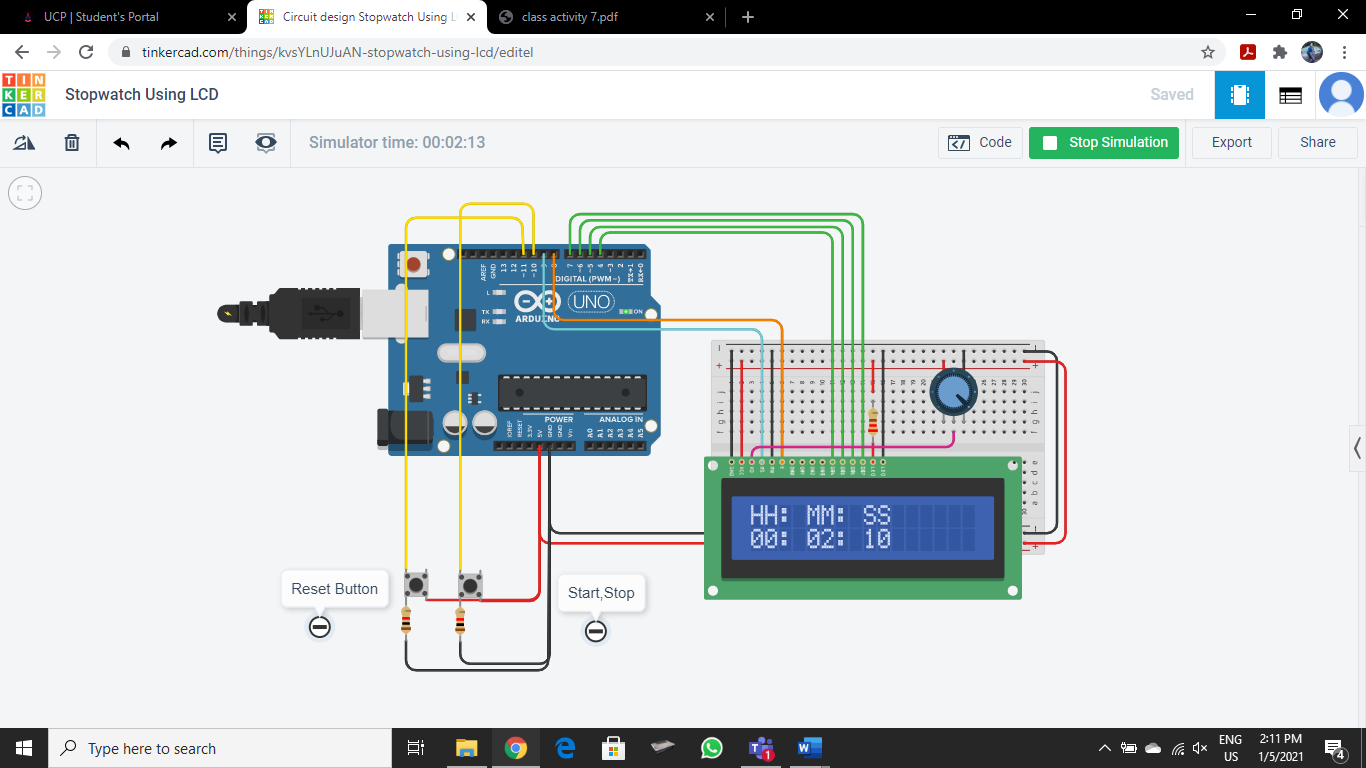 UCP | Student's Portal
Circuit design Stopwatch Using L
class activity 7.pdf
tinkercad.com/things/kvsYLnUJuAN-stopwatch-using-lcd/editel
TIN
KER
CAD
Stopwatch Using LCD
Saved
Simulator time: 00:02:13
Code
Stop Simulation
Export
Share
AREF
GND
13
12
~11
~10
7
~6
~5
4
~3
2
TX→1
RX←0
DIGITAL (PWM~)
L
TX
RX
ARDUINO
UNO
ON
POWER
ANALOG IN
IOREF
RESET
3.3V
5V
GND
GND
Vin
A0
A1
A2
A3
A4
A5
HH: MM: SS
00: 02: 10
Reset Button
Start,Stop
Type here to search
1
ENG
US
2:11 PM
1/5/2021
4